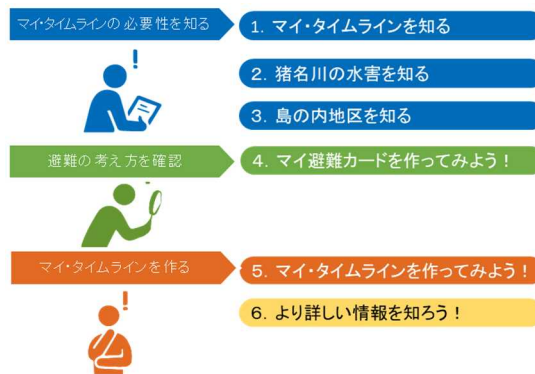 マイ・タイムラインの必要性を知る
1. マイ・タイムラインを知る
2. 猪名川の水害を知る
3. 島の内地区を知る
避難の考え方を確認
4. マイ避難カードを作ってみよう！
マイ・タイムラインを作る
5. マイ・タイムラインを作ってみよう！
6. より詳しい情報を知ろう！